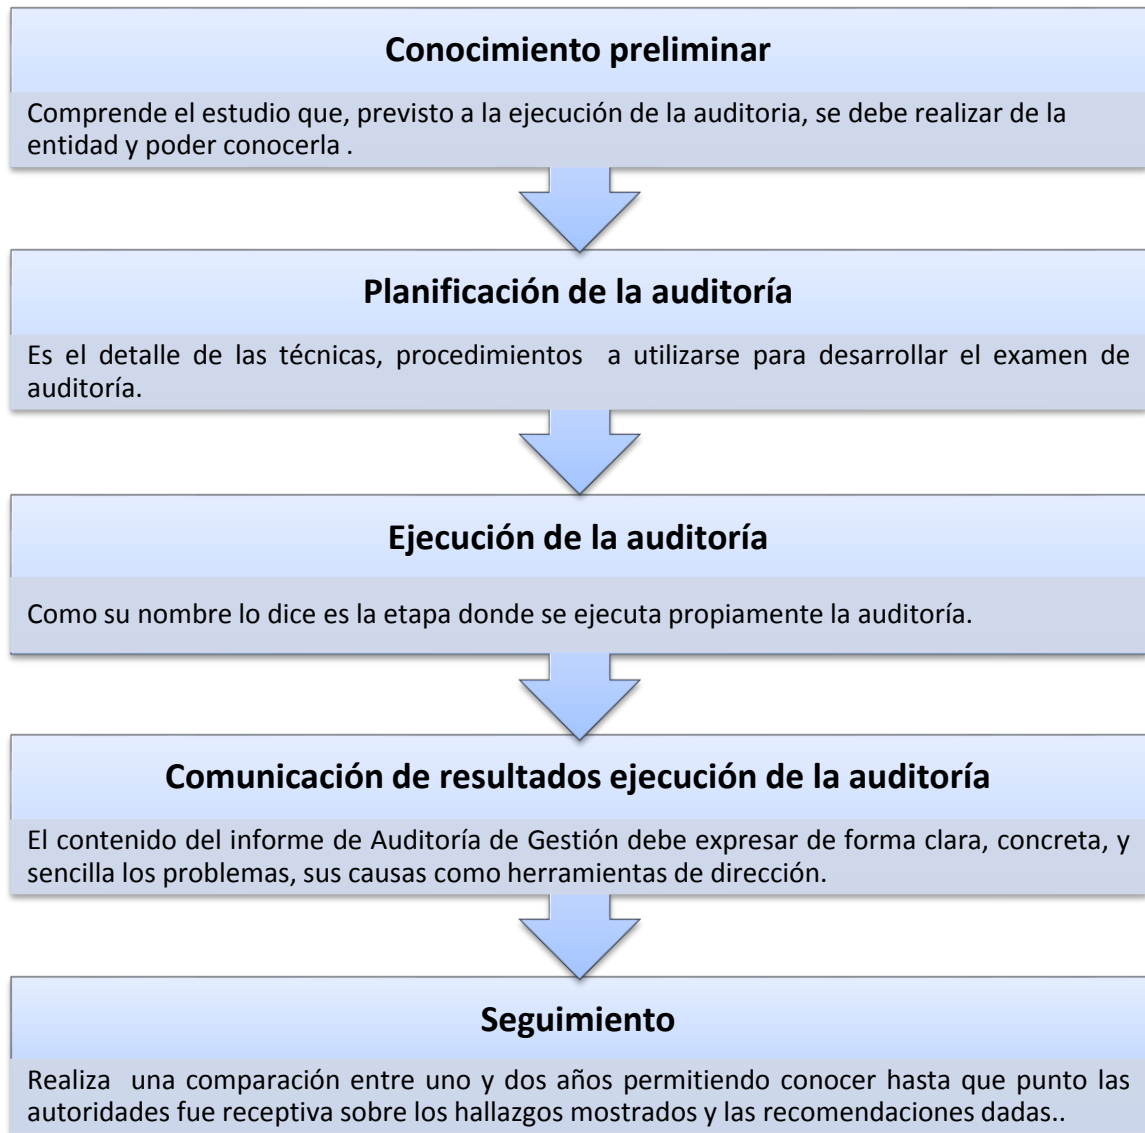 Conocimiento preliminar
Comprende el estudio que, previsto a la ejecución de la auditoria, se debe realizar de la
entidad y poder conocerla .
Planificación de la auditoría
Es el detalle de las técnicas, procedimientos  a utilizarse para desarrollar el examen de
auditoría.
Ejecución de la auditoría
Como su nombre lo dice es la etapa donde se ejecuta propiamente la auditoría.
Comunicación de resultados ejecución de la auditoría
El contenido del informe de Auditoría de Gestión debe expresar de forma clara, concreta, y
sencilla los problemas, sus causas como herramientas de dirección.
Seguimiento
Realiza  una comparación entre uno y dos años permitiendo conocer hasta que punto las
autoridades fue receptiva sobre los hallazgos mostrados y las recomendaciones dadas..